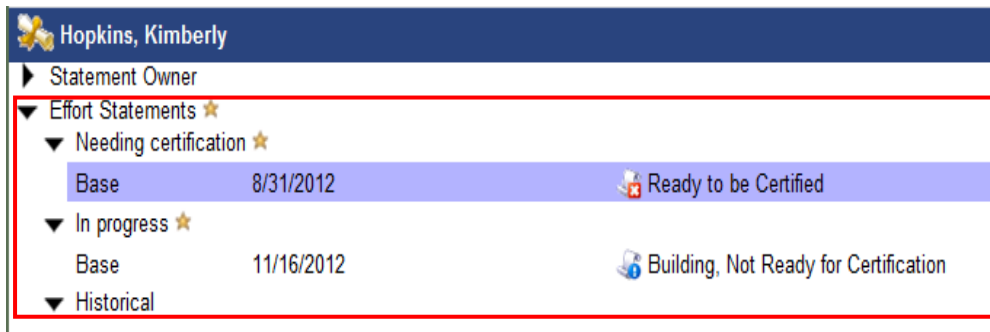 Hopkins, Kimberly
Statement Owner
Effort Statements
Needing certification
Base 8/31/2012 Ready to be Certified
In progress
Base 11/16/2012 Building, Not Ready for Certification
Historical